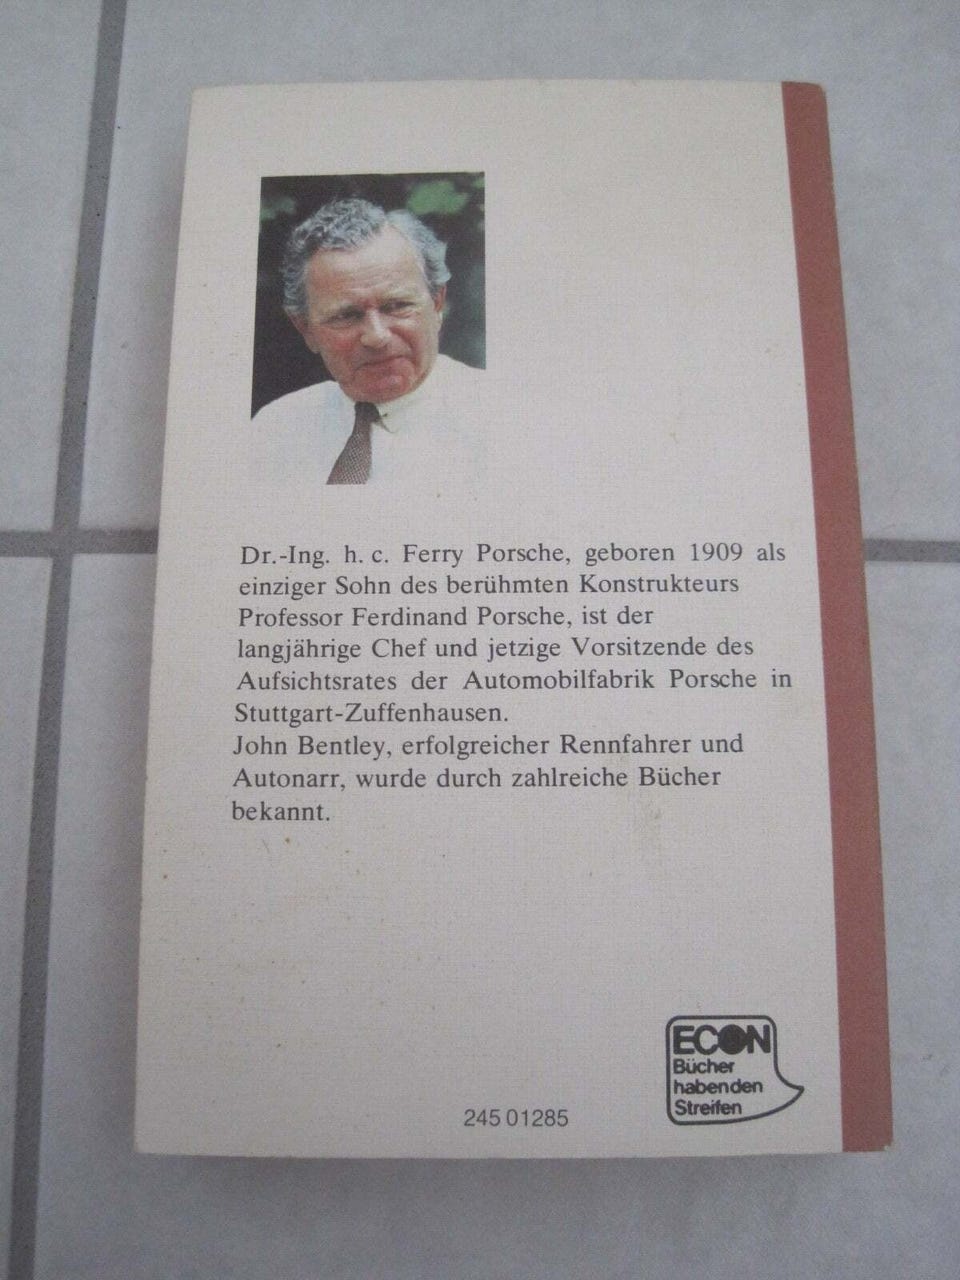 Dr.-Ing. h. c. Ferry Porsche, geboren 1909 als
einziger Sohn des berühmten Konstrukteurs
Professor Ferdinand Porsche, ist der
langjährige Chef und jetzige Vorsitzende des
Aufsichtsrates der Automobilfabrik Porsche in
Stuttgart-Zuffenhausen.
John Bentley, erfolgreicher Rennfahrer und
Autonarr, wurde durch zahlreiche Bücher
bekannt.
ECON
Bücher
haben den
Streifen
245 01285